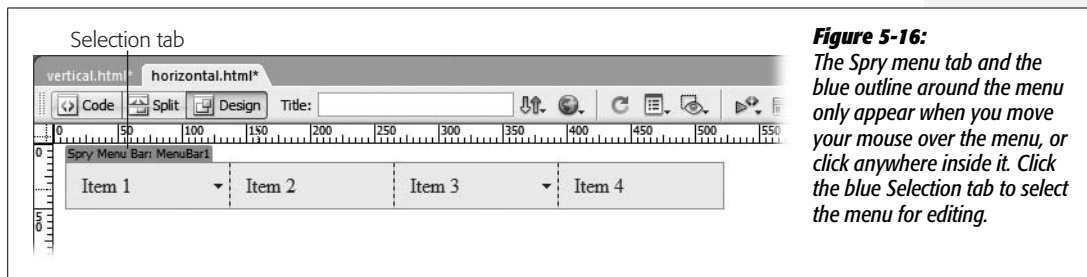 Selection tab
vertical.html* horizontal.html*
Code Split Design Title:
0 50 100 150 200 250 300 350 400 450 500 550
0
Spry Menu Bar: MenuBar1
Item 1 Item 2 Item 3 Item 4
50
Figure 5-16:
The Spry menu tab and the
blue outline around the menu
only appear when you move
your mouse over the menu, or
click anywhere inside it. Click
the blue Selection tab to select
the menu for editing.